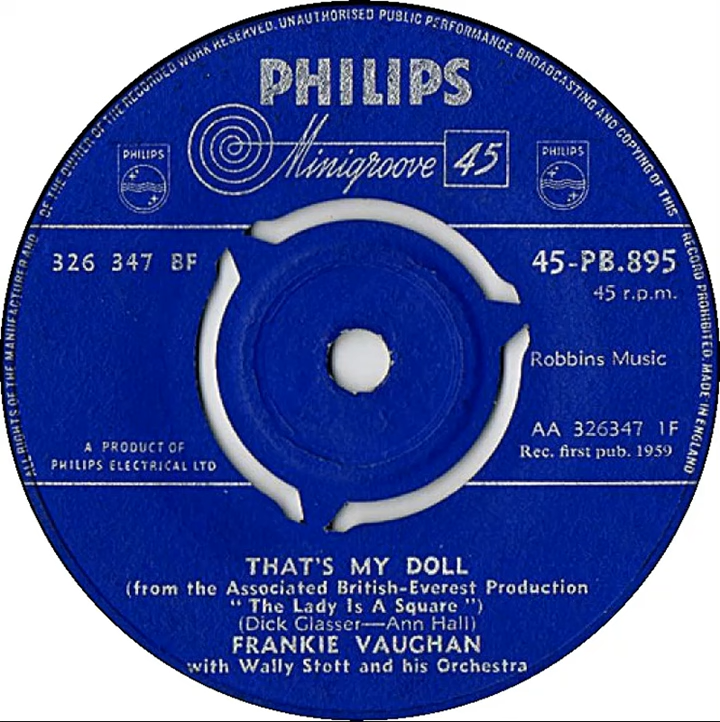 ALL RIGHTS OF THE MANUFACTURER AND OF THE OWNER OF THE RECORDED WORK RESERVED. UNAUTHORISED PUBLIC PERFORMANCE, BROADCASTING AND COPYING OF THIS RECORD PROHIBITED. MADE IN ENGLAND
PHILIPS
Minigroove 45
PHILIPS
PHILIPS
326 347 BF
45-PB.895
45 r.p.m.
Robbins Music
AA 326347 1F
Rec. first pub. 1959
A PRODUCT OF
PHILIPS ELECTRICAL LTD
THAT'S MY DOLL
(from the Associated British-Everest Production
" The Lady Is A Square ")
(Dick Glasser—Ann Hall)
FRANKIE VAUGHAN
with Wally Stott and his Orchestra